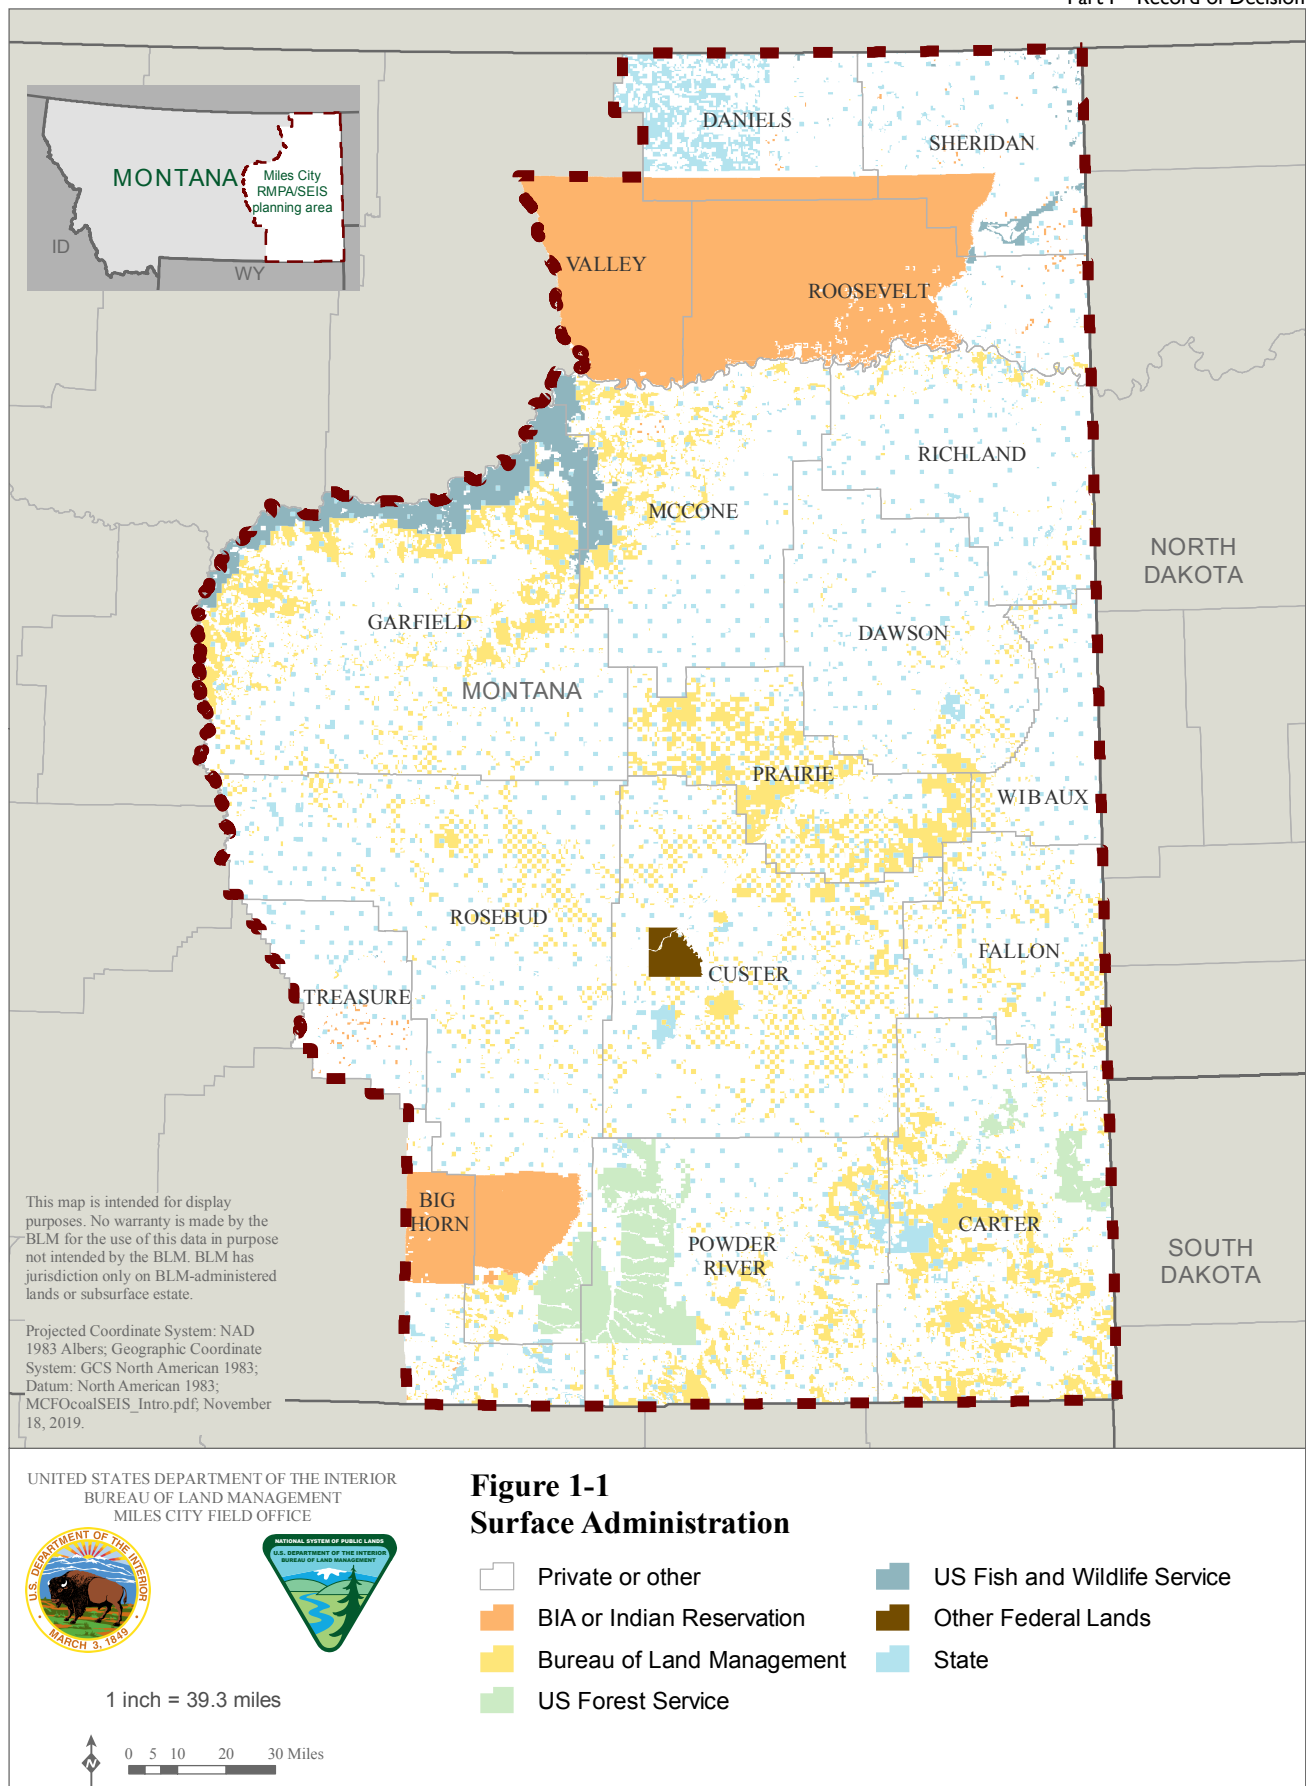 Part I - Record of Decision
MONTANA
Miles City
RMPA/SEIS
planning area
ID
WY
DANIELS
SHERIDAN
VALLEY
ROOSEVELT
RICHLAND
MCCONE
NORTH
DAKOTA
GARFIELD
DAWSON
MONTANA
PRAIRIE
WIBAUX
ROSEBUD
FALLON
CUSTER
TREASURE
BIG
HORN
CARTER
POWDER
RIVER
SOUTH
DAKOTA
This map is intended for display
purposes. No warranty is made by the
BLM for the use of this data in purpose
not intended by the BLM. BLM has
jurisdiction only on BLM-administered
lands or subsurface estate.
Projected Coordinate System: NAD
1983 Albers; Geographic Coordinate
System: GCS North American 1983;
Datum: North American 1983;
MCFOcoalSEIS_Intro.pdf; November
18, 2019.
UNITED STATES DEPARTMENT OF THE INTERIOR
BUREAU OF LAND MANAGEMENT
MILES CITY FIELD OFFICE
U.S. DEPARTMENT OF THE INTERIOR
MARCH 3, 1849
NATIONAL SYSTEM OF PUBLIC LANDS
U.S. DEPARTMENT OF THE INTERIOR
BUREAU OF LAND MANAGEMENT
1 inch = 39.3 miles
N
0 5 10 20 30 Miles
Figure 1-1
Surface Administration
Private or other
BIA or Indian Reservation
Bureau of Land Management
US Forest Service
US Fish and Wildlife Service
Other Federal Lands
State